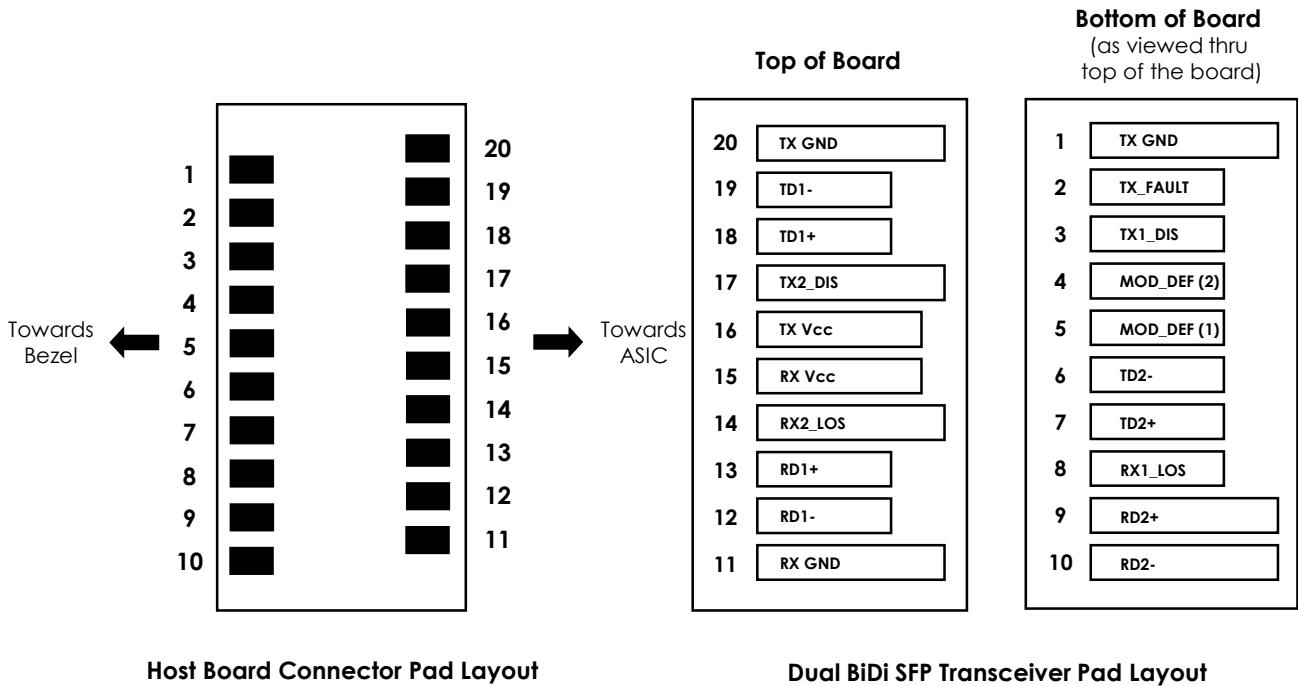 Bottom of Board
(as viewed thru
top of the board)
Top of Board
1
2
3
4
5
6
7
8
9
10
20
19
18
17
16
15
14
13
12
11
Towards
Bezel
Towards
ASIC
20 TX GND
19 TD1-
18 TD1+
17 TX2_DIS
16 TX Vcc
15 RX Vcc
14 RX2_LOS
13 RD1+
12 RD1-
11 RX GND
1 TX GND
2 TX_FAULT
3 TX1_DIS
4 MOD_DEF (2)
5 MOD_DEF (1)
6 TD2-
7 TD2+
8 RX1_LOS
9 RD2+
10 RD2-
Host Board Connector Pad Layout
Dual BiDi SFP Transceiver Pad Layout